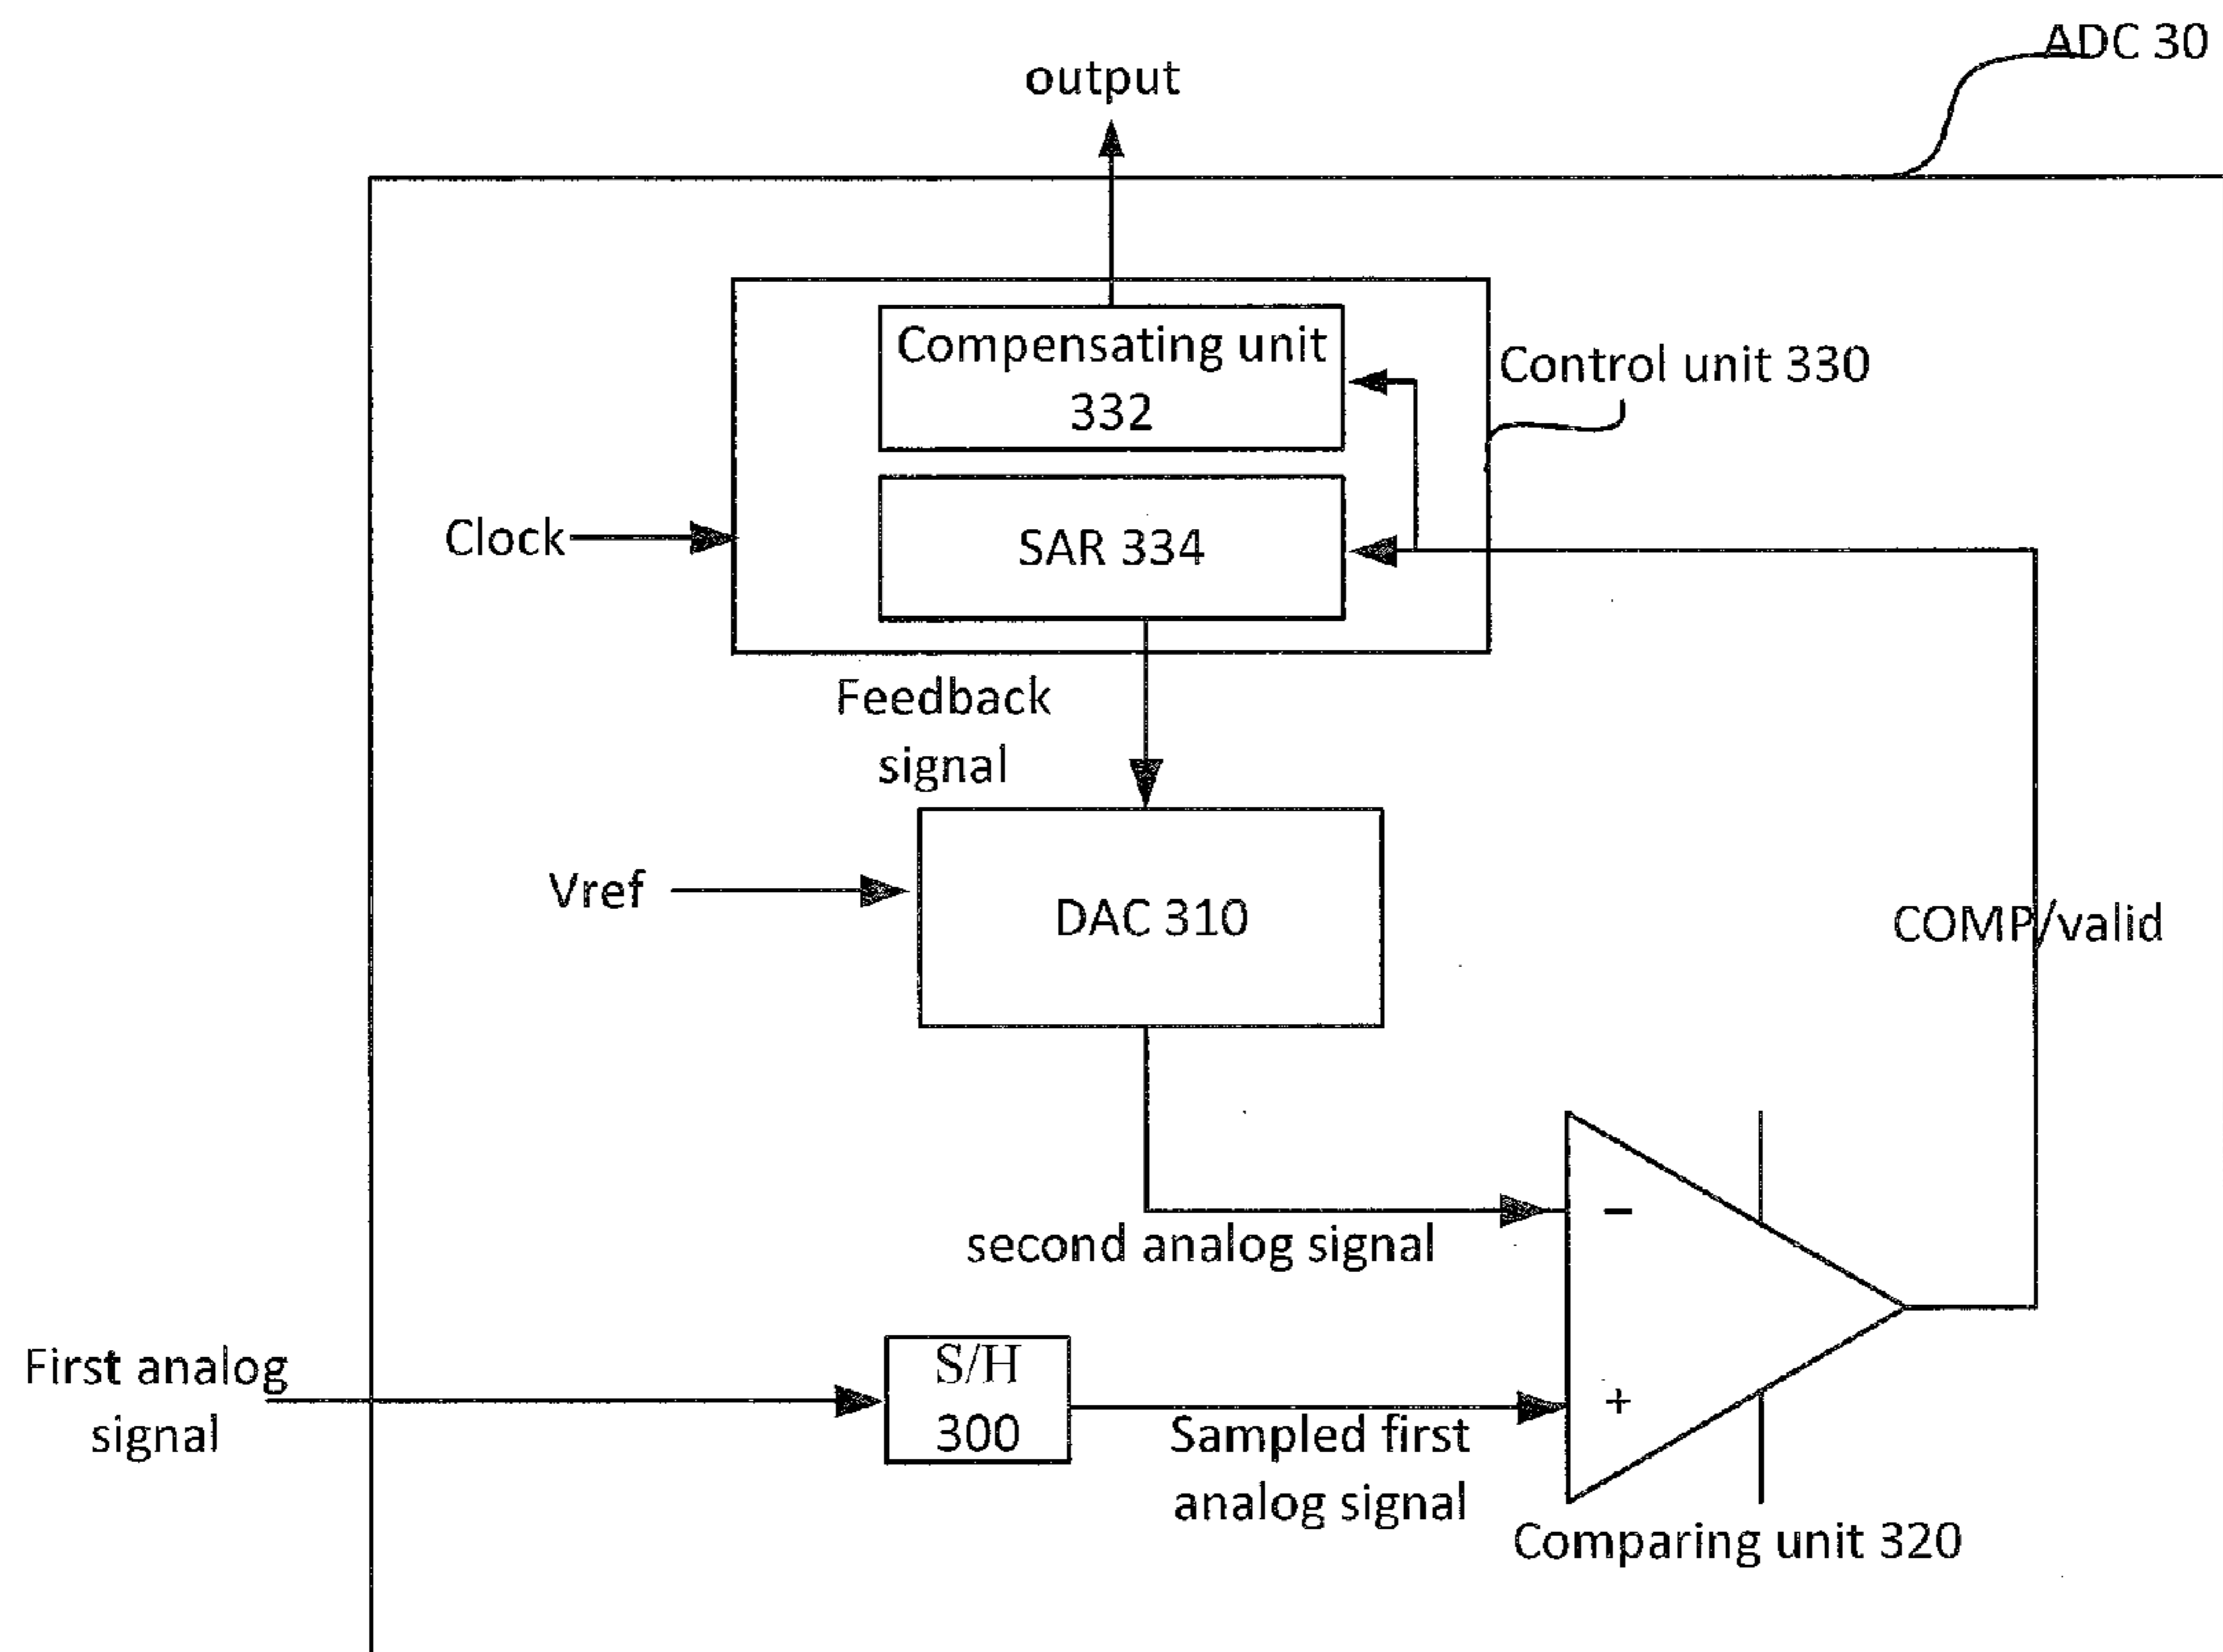 ADC 30
output
Compensating unit
332
Control unit 330
Clock
SAR 334
Feedback
signal
Vref
DAC 310
COMP/valid
second analog signal
−
First analog
signal
S/H
300
+
Sampled first
analog signal
Comparing unit 320